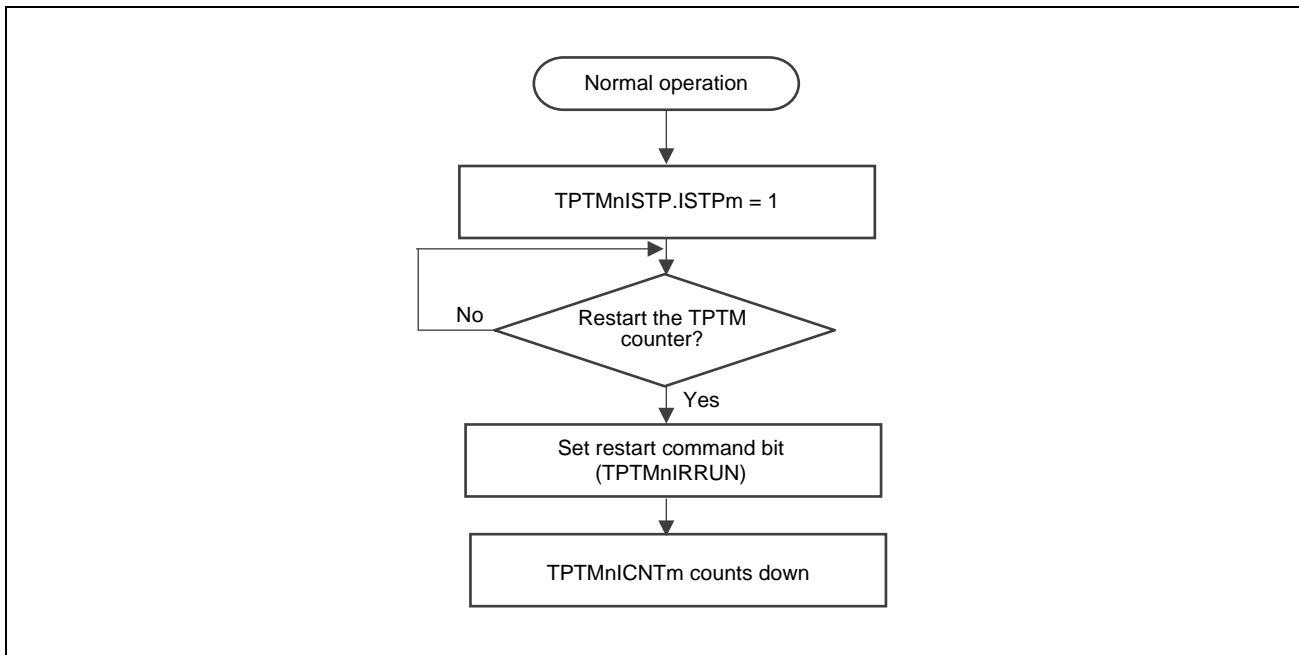 Normal operation
TPTMnISTP.ISTPm = 1
No
Restart the TPTM
counter?
Yes
Set restart command bit
(TPTMnIRRUN)
TPTMnICNTm counts down